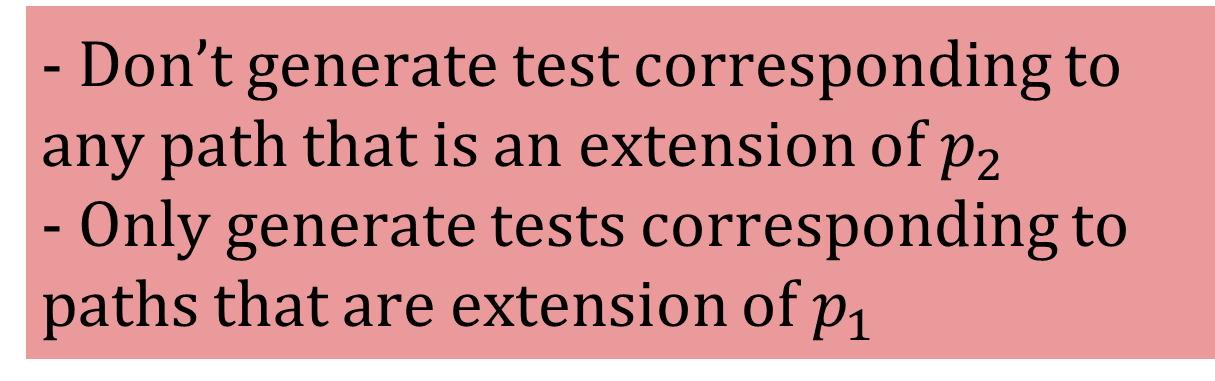 - Don’t generate test corresponding to
any path that is an extension of p₂
- Only generate tests corresponding to
paths that are extension of p₁